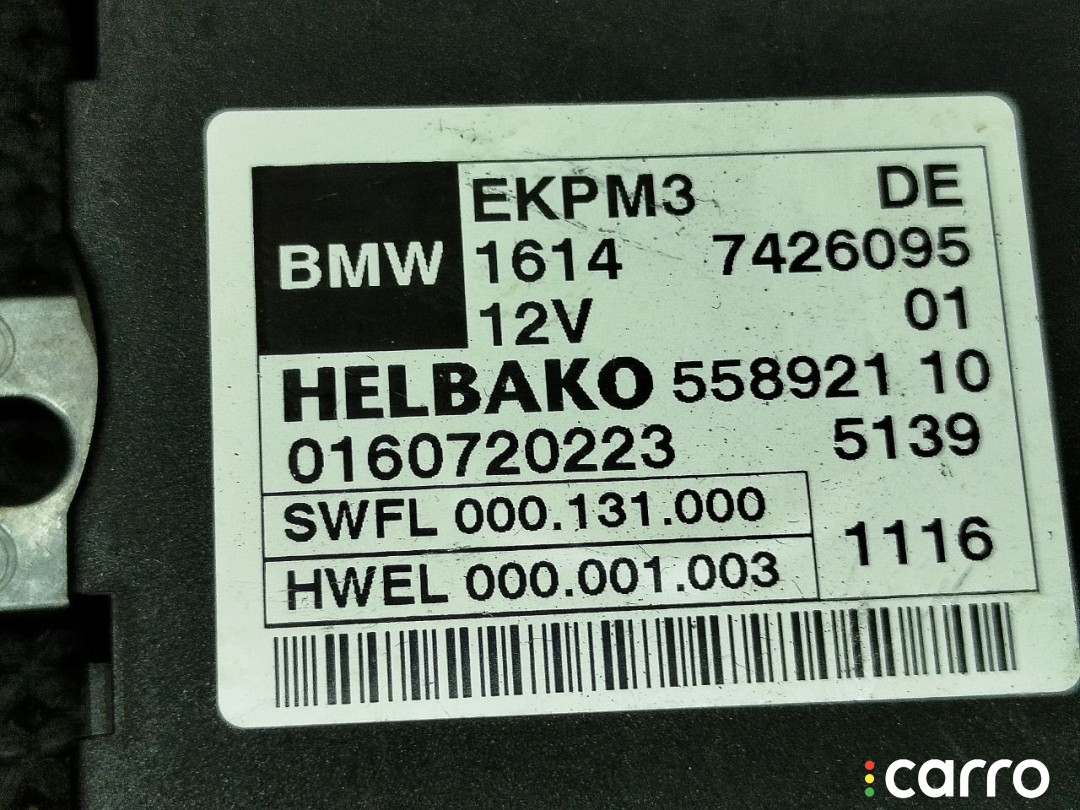 BMW
EKPM3 DE
1614 7426095
12V 01
HELBAKO 558921 10
0160720223 5139
SWFL 000.131.000
HWEL 000.001.003
1116
carro